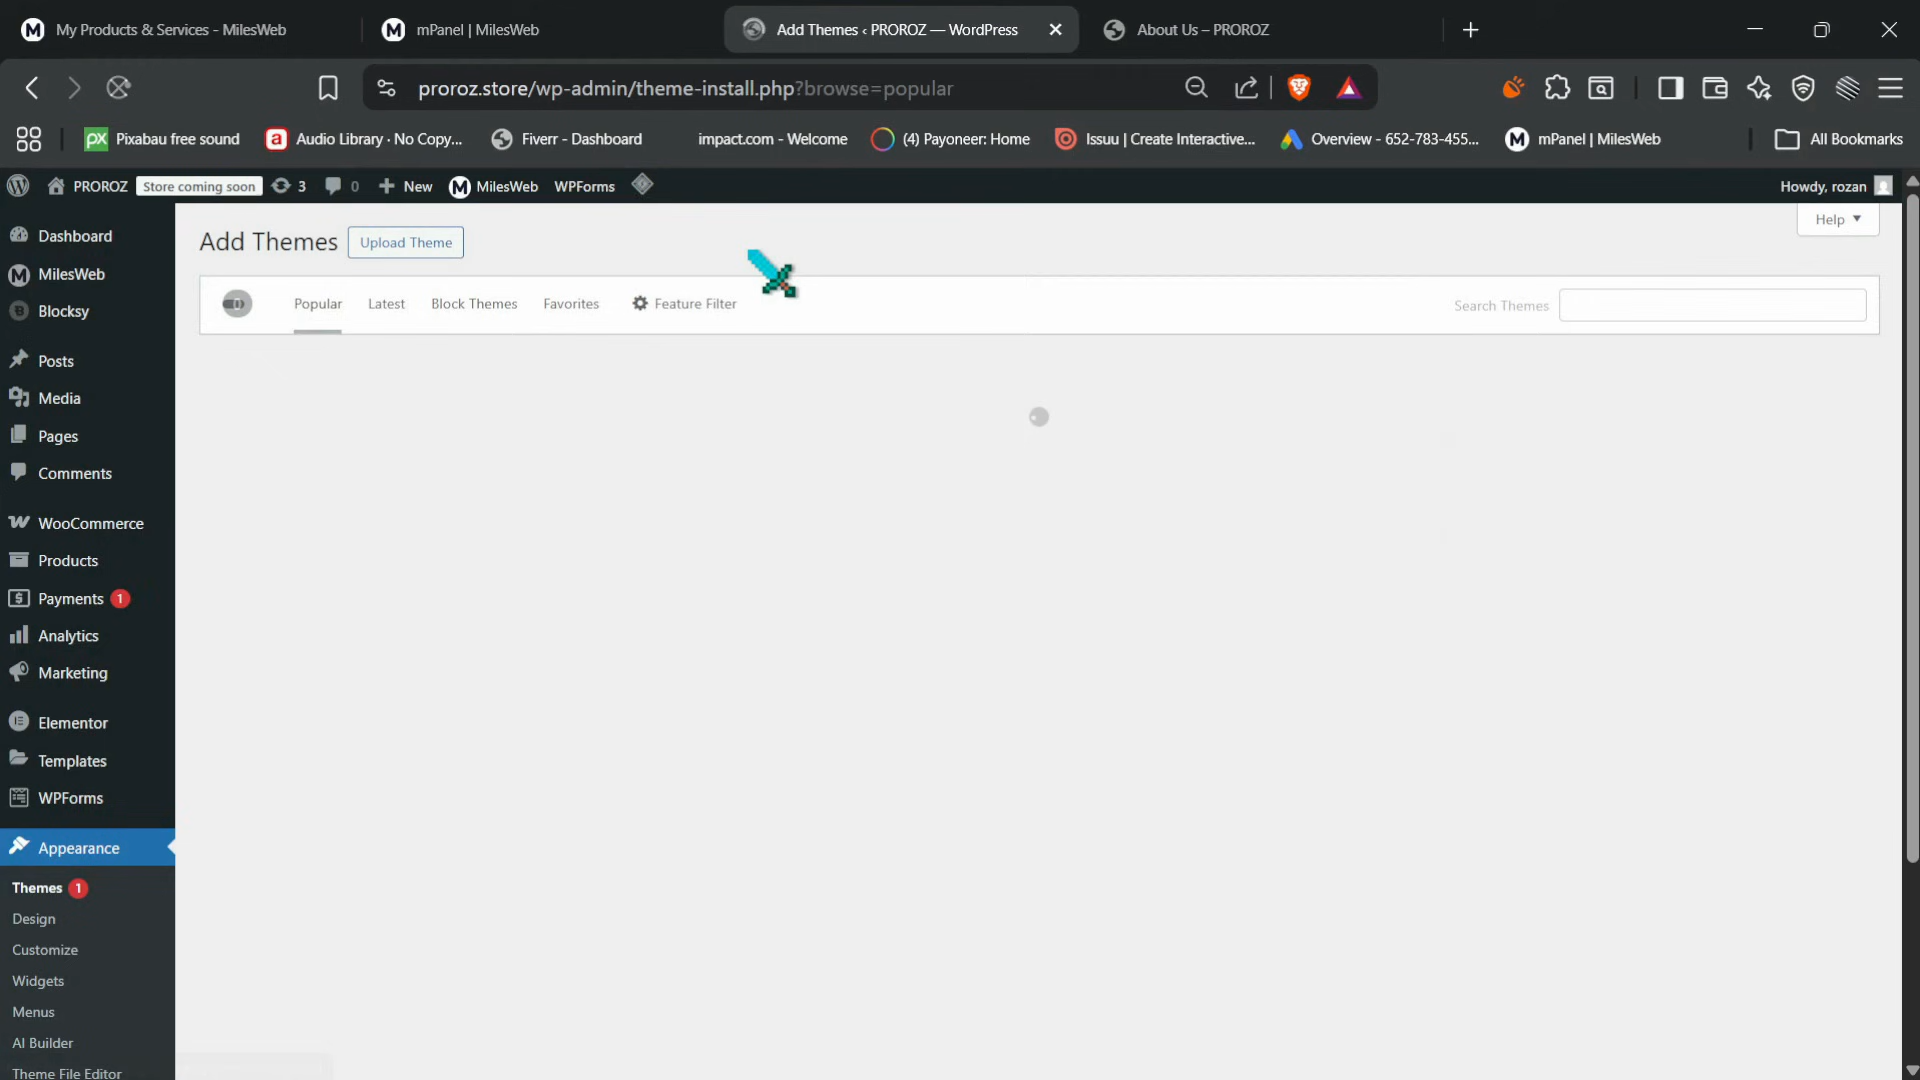 My Products & Services - MilesWeb
mPanel | MilesWeb
Add Themes ‹ PROROZ — WordPress
About Us – PROROZ
proroz.store/wp-admin/theme-install.php?browse=popular
Pixabau free sound
Audio Library · No Copy...
Fiverr - Dashboard
impact.com - Welcome
(4) Payoneer: Home
Issuu | Create Interactive...
Overview - 652-783-455...
mPanel | MilesWeb
All Bookmarks
PROROZ
Store coming soon
3
0
New
MilesWeb
WPForms
Howdy, rozan
Help
Add Themes
Upload Theme
Popular
Latest
Block Themes
Favorites
Feature Filter
Search Themes
Dashboard
MilesWeb
Blocksy
Posts
Media
Pages
Comments
WooCommerce
Products
Payments 1
Analytics
Marketing
Elementor
Templates
WPForms
Appearance
Themes 1
Design
Customize
Widgets
Menus
AI Builder
Theme File Editor